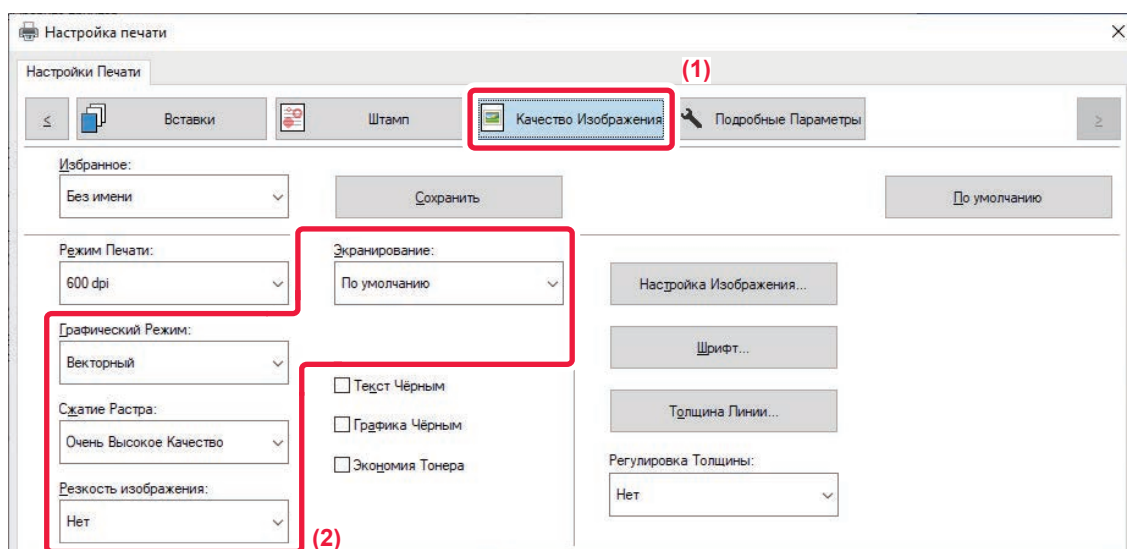 Настройка печати
Настройки Печати
(1)
≤
Вставки
Штамп
Качество Изображения
Подробные Параметры
≥
Избранное:
Без имени
Сохранить
По умолчанию
Режим Печати:
600 dpi
Экранирование:
По умолчанию
Настройка Изображения...
Графический Режим:
Векторный
Шрифт...
Текст Чёрным
Сжатие Растра:
Очень Высокое Качество
Графика Чёрным
Толщина Линии...
Экономия Тонера
Регулировка Толщины:
Нет
Резкость изображения:
Нет
(2)